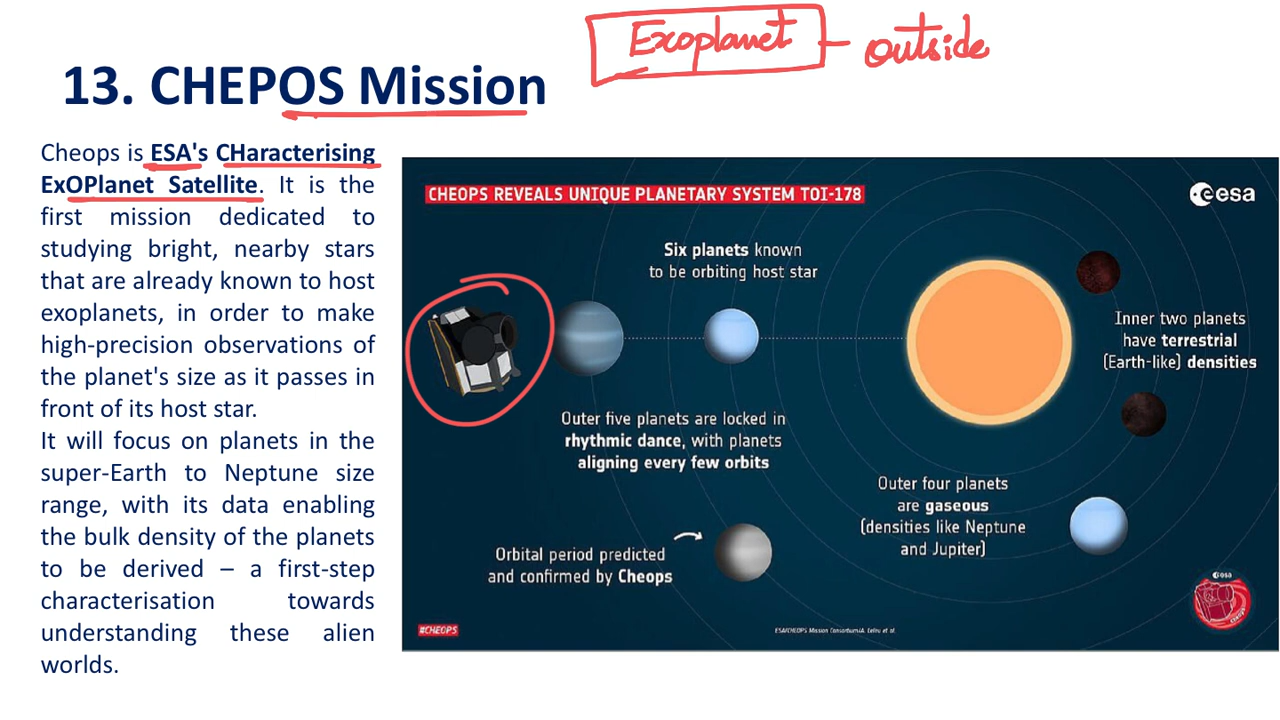 Exoplanet - outside
13. CHEPOS Mission
Cheops is ESA's CHaracterising
ExOPlanet Satellite. It is the
first mission dedicated to
studying bright, nearby stars
that are already known to host
exoplanets, in order to make
high-precision observations of
the planet's size as it passes in
front of its host star.
It will focus on planets in the
super-Earth to Neptune size
range, with its data enabling
the bulk density of the planets
to be derived – a first-step
characterisation towards
understanding these alien
worlds.
CHEOPS REVEALS UNIQUE PLANETARY SYSTEM TOI-178
esa
Six planets known
to be orbiting host star
Inner two planets
have terrestrial
(Earth-like) densities
Outer five planets are locked in
rhythmic dance, with planets
aligning every few orbits
Outer four planets
are gaseous
(densities like Neptune
and Jupiter)
Orbital period predicted
and confirmed by Cheops
esa
#CHEOPS
ESA/CHEOPS Mission Consortium/A.
et al.